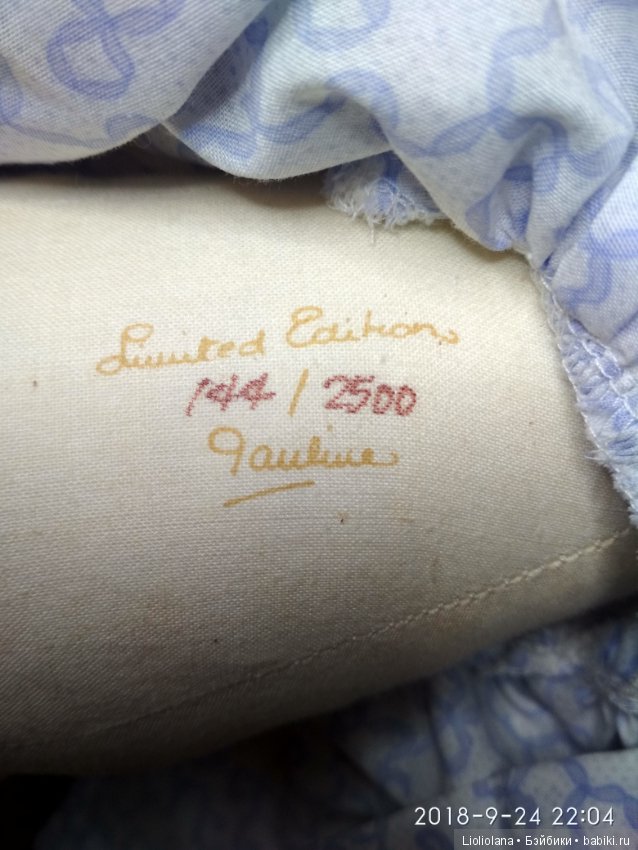 Limited Edition
144 / 2500
Pauline
2018-9-24 22:04
Lioliolana • Бэйбики • babiki.ru